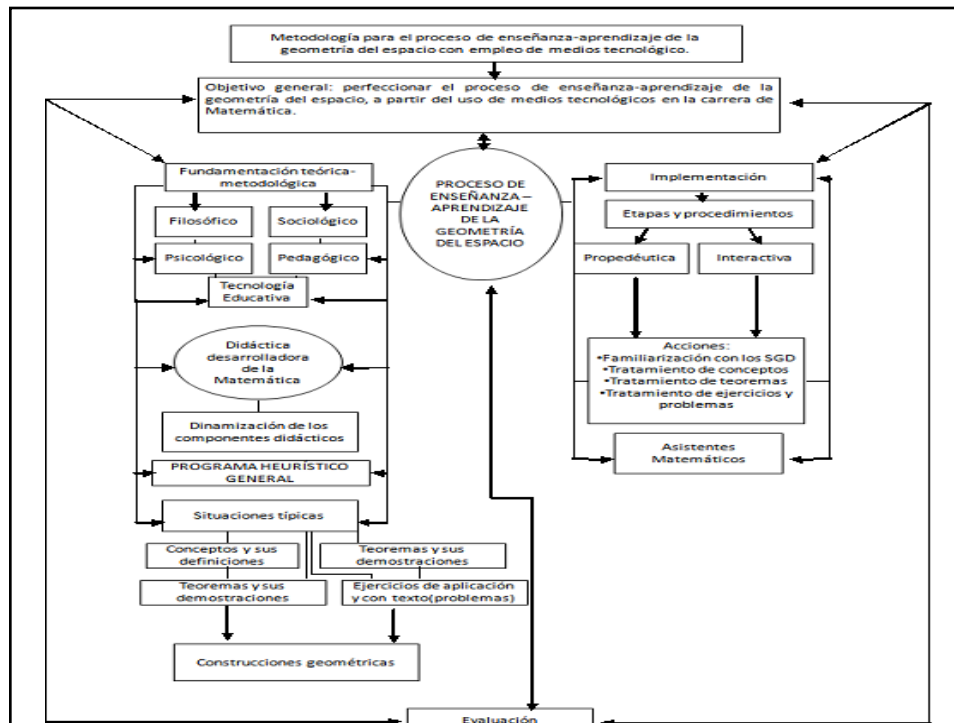 Metodología para el proceso de enseñanza-aprendizaje de la
geometría del espacio con empleo de medios tecnológico.
Objetivo general: perfeccionar el proceso de enseñanza-aprendizaje de la
geometría del espacio, a partir del uso de medios tecnológicos en la carrera de
Matemática.
Fundamentación teórica-
metodológica
Filosófico
Sociológico
Psicológico
Pedagógico
Tecnología
Educativa
Didáctica
desarrolladora
de la
Matemática
Dinamización de los
componentes didácticos
PROGRAMA HEURÍSTICO
GENERAL
Situaciones típicas
Conceptos y sus
definiciones
Teoremas y sus
demostraciones
Teoremas y sus
demostraciones
Ejercicios de aplicación
y con texto(problemas)
Construcciones geométricas
PROCESO DE
ENSEÑANZA –
APRENDIZAJE
DE LA
GEOMETRÍA
DEL ESPACIO
Implementación
Etapas y procedimientos
Propedéutica
Interactiva
Acciones:
•Familiarización con los SGD
•Tratamiento de conceptos
•Tratamiento de teoremas
•Tratamiento de ejercicios y
problemas
Asistentes
Matemáticos
Evaluación